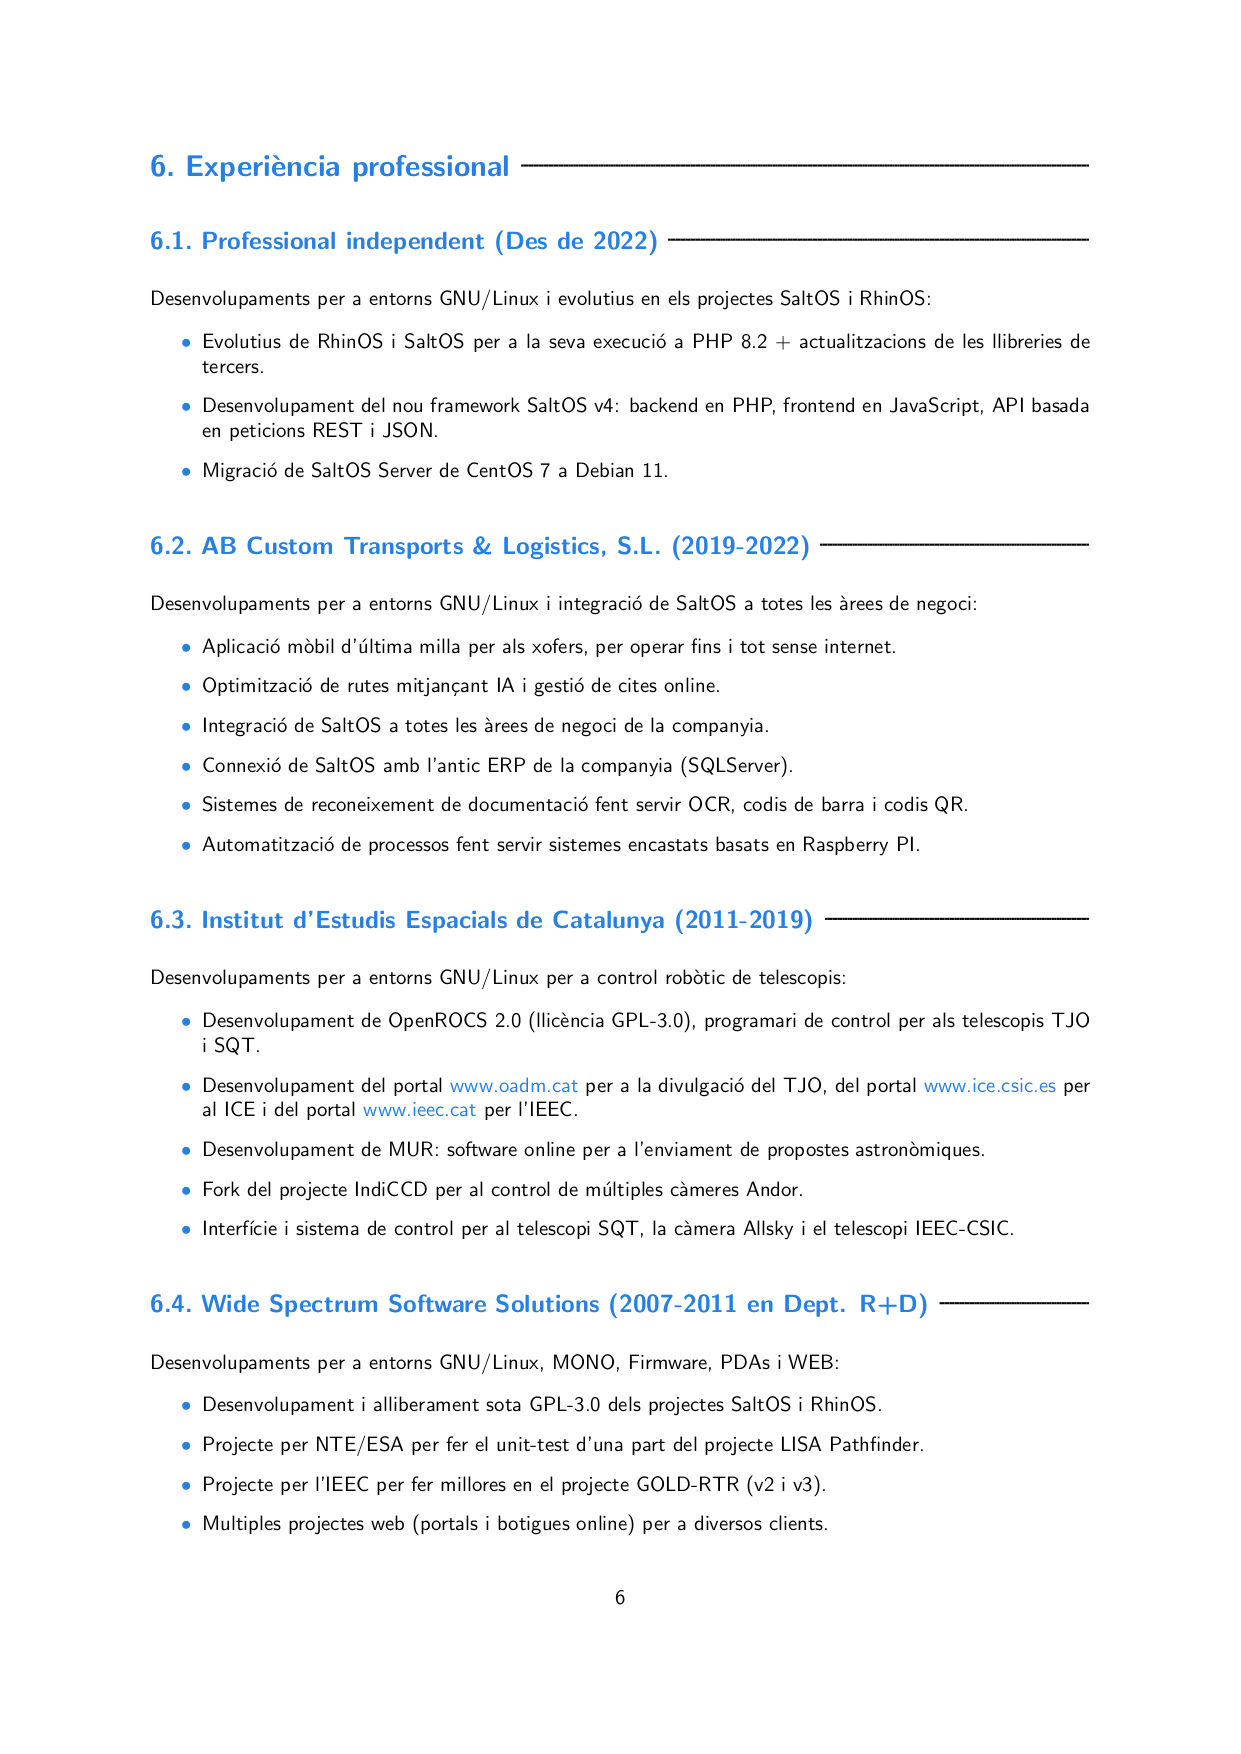 6. Experiència professional
6.1. Professional independent (Des de 2022)
Desenvolupaments per a entorns GNU/Linux i evolutius en els projectes SaltOS i RhinOS:
• Evolutius de RhinOS i SaltOS per a la seva execució a PHP 8.2 + actualitzacions de les llibreries de
tercers.
• Desenvolupament del nou framework SaltOS v4: backend en PHP, frontend en JavaScript, API basada
en peticions REST i JSON.
• Migració de SaltOS Server de CentOS 7 a Debian 11.
6.2. AB Custom Transports & Logistics, S.L. (2019-2022)
Desenvolupaments per a entorns GNU/Linux i integració de SaltOS a totes les àrees de negoci:
• Aplicació mòbil d'última milla per als xofers, per operar fins i tot sense internet.
• Optimització de rutes mitjançant IA i gestió de cites online.
• Integració de SaltOS a totes les àrees de negoci de la companyia.
• Connexió de SaltOS amb l'antic ERP de la companyia (SQLServer).
• Sistemes de reconeixement de documentació fent servir OCR, codis de barra i codis QR.
• Automatització de processos fent servir sistemes encastats basats en Raspberry PI.
6.3. Institut d'Estudis Espacials de Catalunya (2011-2019)
Desenvolupaments per a entorns GNU/Linux per a control robòtic de telescopis:
• Desenvolupament de OpenROCS 2.0 (llicència GPL-3.0), programari de control per als telescopis TJO
i SQT.
• Desenvolupament del portal www.oadm.cat per a la divulgació del TJO, del portal www.ice.csic.es per
al ICE i del portal www.ieec.cat per l'IEEC.
• Desenvolupament de MUR: software online per a l'enviament de propostes astronòmiques.
• Fork del projecte IndiCCD per al control de múltiples càmeres Andor.
• Interfície i sistema de control per al telescopi SQT, la càmera Allsky i el telescopi IEEC-CSIC.
6.4. Wide Spectrum Software Solutions (2007-2011 en Dept. R+D)
Desenvolupaments per a entorns GNU/Linux, MONO, Firmware, PDAs i WEB:
• Desenvolupament i alliberament sota GPL-3.0 dels projectes SaltOS i RhinOS.
• Projecte per NTE/ESA per fer el unit-test d'una part del projecte LISA Pathfinder.
• Projecte per l'IEEC per fer millores en el projecte GOLD-RTR (v2 i v3).
• Multiples projectes web (portals i botigues online) per a diversos clients.
6